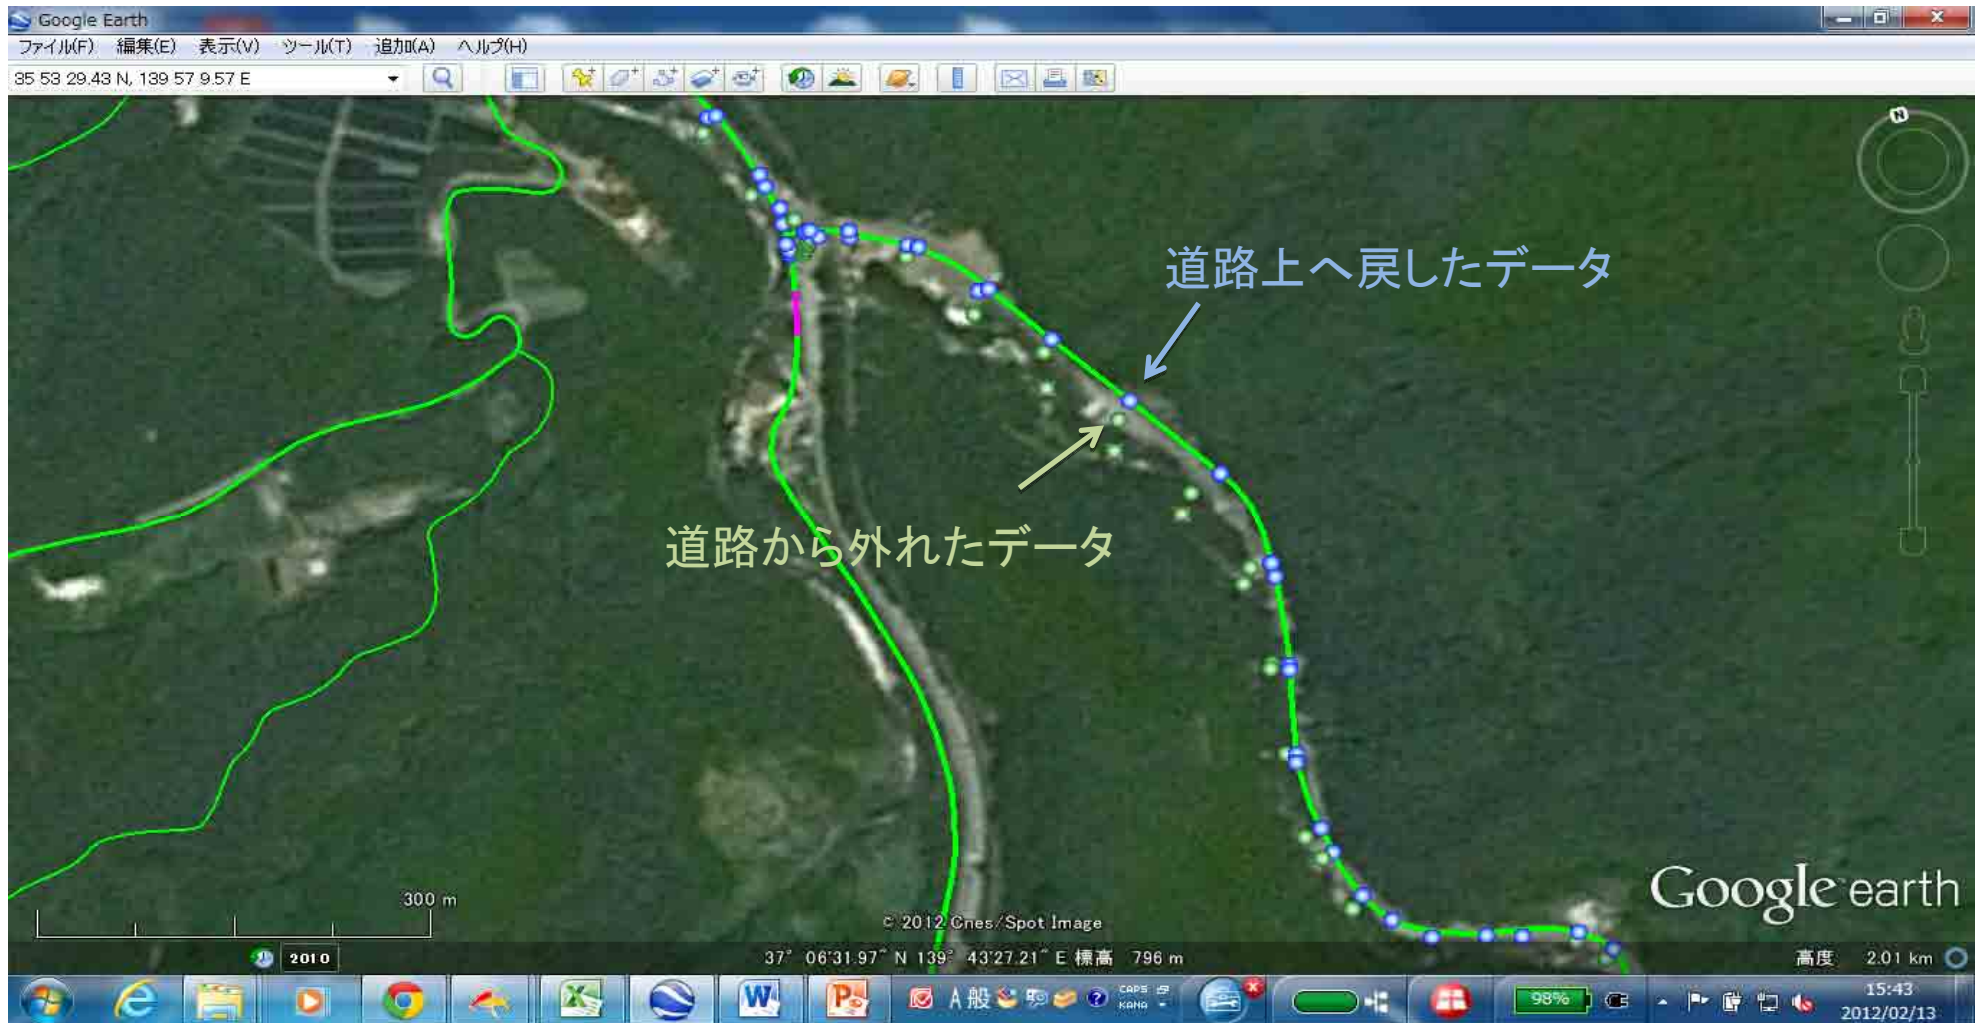 Google Earth
ファイル(F) 編集(E) 表示(V) ツール(T) 追加(A) ヘルプ(H)
35 53 29.43 N, 139 57 9.57 E
N
道路上へ戻したデータ
道路から外れたデータ
300 m
Google earth
© 2012 Cnes/Spot Image
2010
37° 06'31.97" N 139° 43'27.21" E 標高 796 m
高度 2.01 km
A 般
CAPS
KANA
98%
15:43
2012/02/13